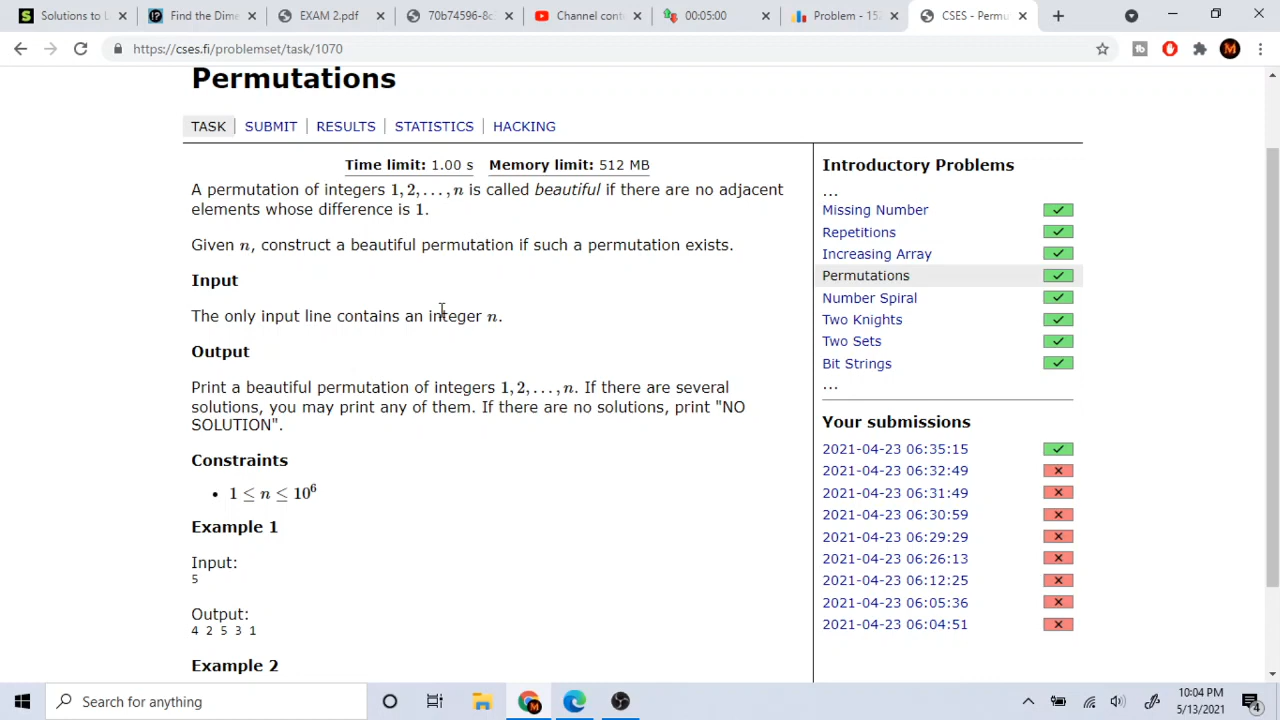 Solutions to L
Find the Dime
EXAM 2.pdf
70b74596-8c
Channel cont
00:05:00
Problem - 152
CSES - Permu
https://cses.fi/problemset/task/1070
Permutations
TASK SUBMIT RESULTS STATISTICS HACKING
Time limit: 1.00 s Memory limit: 512 MB
A permutation of integers 1, 2, . . . , n is called beautiful if there are no adjacent
elements whose difference is 1.
Given n, construct a beautiful permutation if such a permutation exists.
Input
The only input line contains an integer n.
Output
Print a beautiful permutation of integers 1, 2, . . . , n. If there are several
solutions, you may print any of them. If there are no solutions, print "NO
SOLUTION".
Constraints
• 1 ≤ n ≤ 10⁶
Example 1
Input:
5
Output:
4 2 5 3 1
Example 2
Introductory Problems
...
Missing Number
Repetitions
Increasing Array
Permutations
Number Spiral
Two Knights
Two Sets
Bit Strings
...
Your submissions
2021-04-23 06:35:15
2021-04-23 06:32:49
2021-04-23 06:31:49
2021-04-23 06:30:59
2021-04-23 06:29:29
2021-04-23 06:26:13
2021-04-23 06:12:25
2021-04-23 06:05:36
2021-04-23 06:04:51
Search for anything
10:04 PM
5/13/2021
4